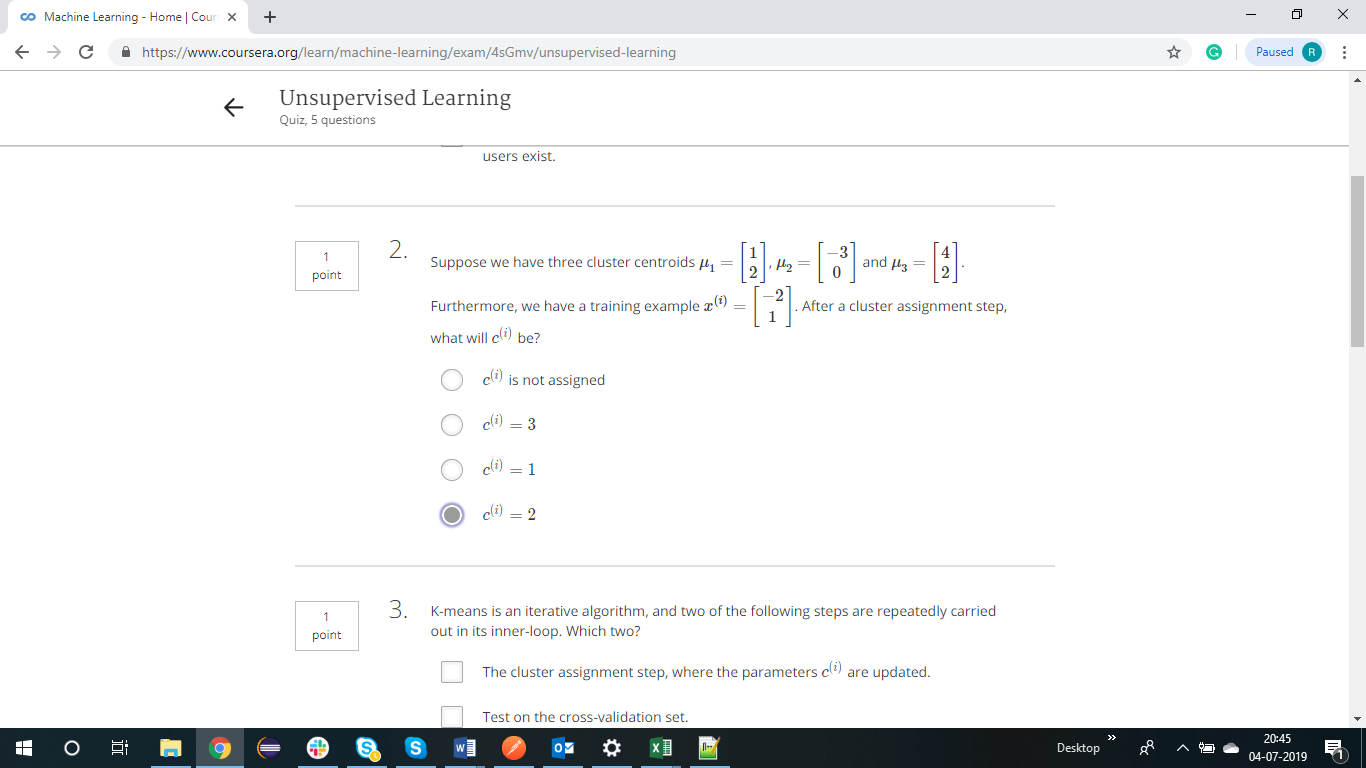 Machine Learning - Home | Cour
https://www.coursera.org/learn/machine-learning/exam/4sGmv/unsupervised-learning
Paused R
Unsupervised Learning
Quiz, 5 questions
users exist.
1
point
2.
Suppose we have three cluster centroids μ₁ = [1 2], μ₂ = [−3 0] and μ₃ = [4 2].
Furthermore, we have a training example x⁽ⁱ⁾ = [−2 1]. After a cluster assignment step,
what will c⁽ⁱ⁾ be?
c⁽ⁱ⁾ is not assigned
c⁽ⁱ⁾ = 3
c⁽ⁱ⁾ = 1
c⁽ⁱ⁾ = 2
1
point
3.
K-means is an iterative algorithm, and two of the following steps are repeatedly carried
out in its inner-loop. Which two?
The cluster assignment step, where the parameters c⁽ⁱ⁾ are updated.
Test on the cross-validation set.
Desktop
20:45
04-07-2019
1